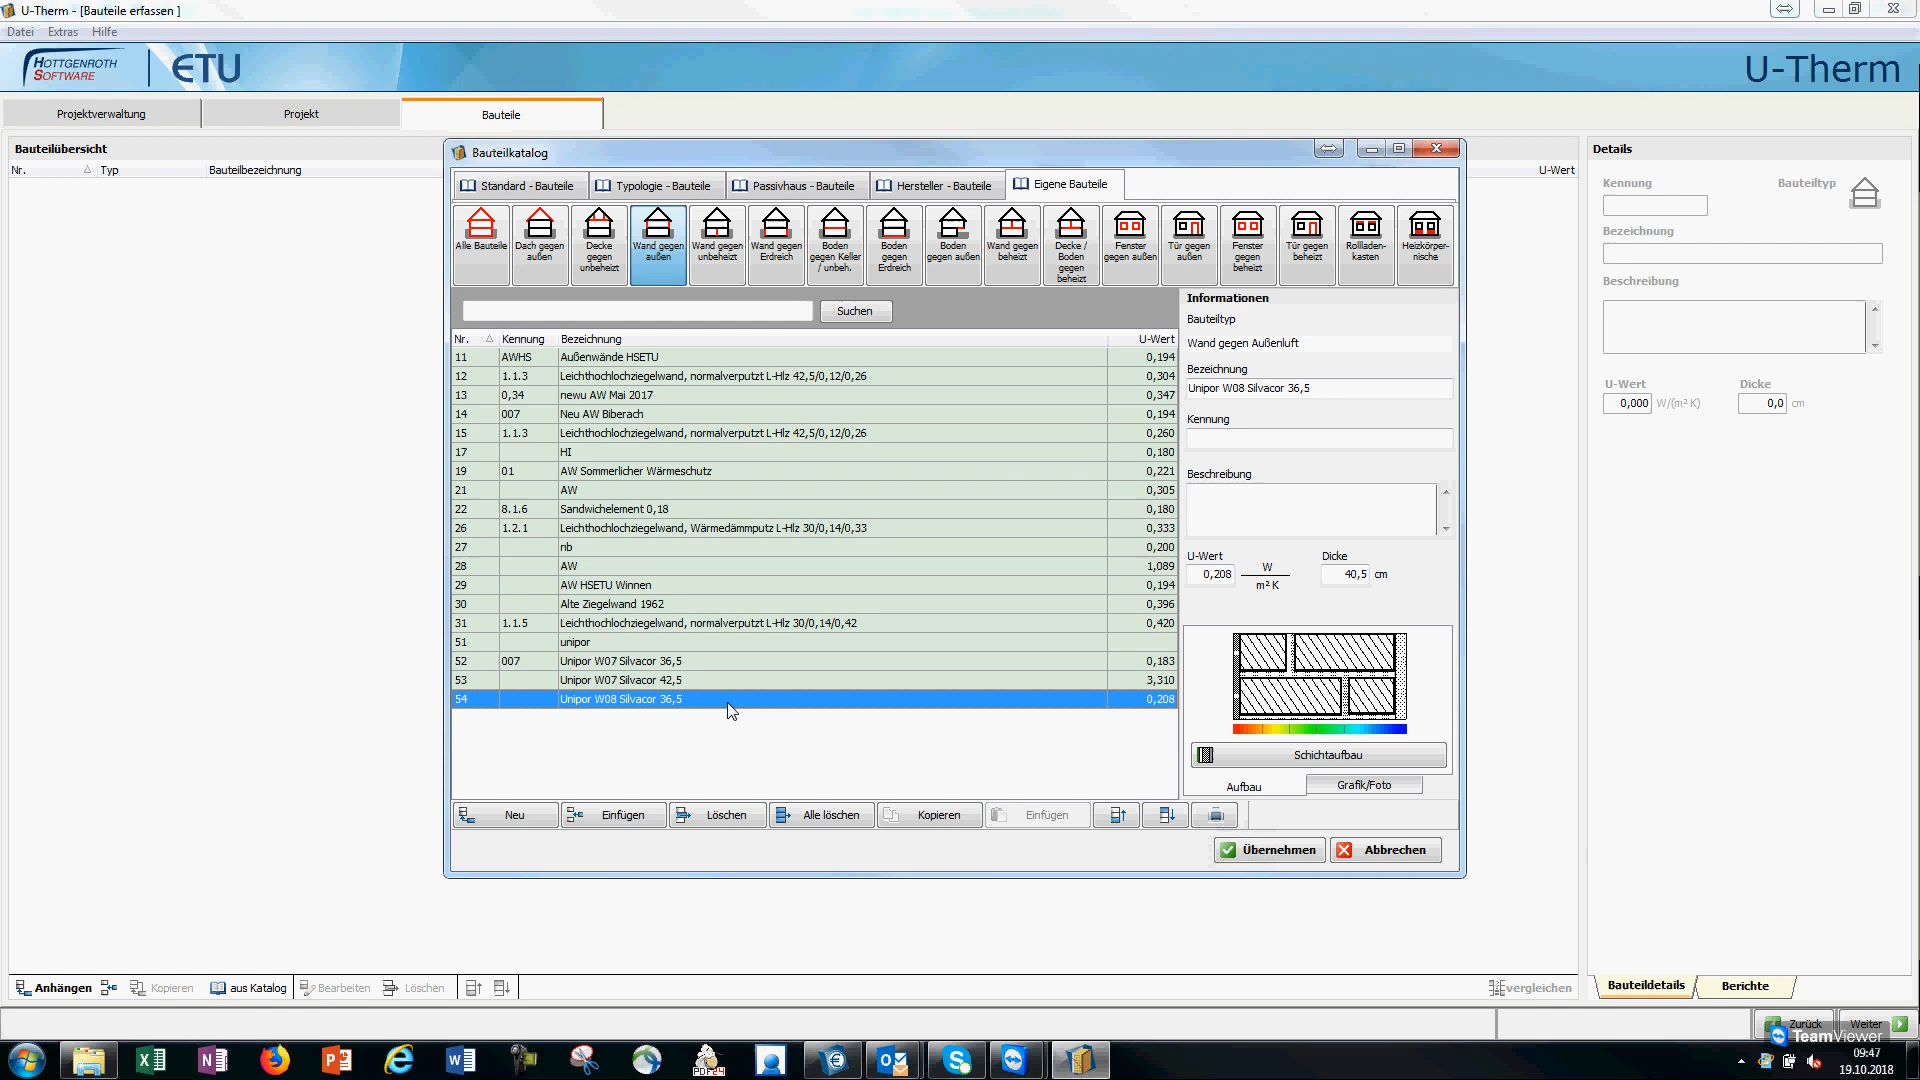 U-Therm - [Bauteile erfassen ]
Datei Extras Hilfe
HOTTGENROTH SOFTWARE ETU
U-Therm
Projektverwaltung Projekt Bauteile
Bauteilübersicht
Nr. Typ Bauteilbezeichnung U-Wert
Bauteilkatalog
Standard - Bauteile Typologie - Bauteile Passivhaus - Bauteile Hersteller - Bauteile Eigene Bauteile
Alle Bauteile
Dach gegen außen
Decke gegen unbeheizt
Wand gegen außen
Wand gegen unbeheizt
Wand gegen Erdreich
Boden gegen Keller / unbeh.
Boden gegen Erdreich
Boden gegen außen
Wand gegen beheizt
Decke / Boden gegen beheizt
Fenster gegen außen
Tür gegen außen
Fenster gegen beheizt
Tür gegen beheizt
Rollladen-kasten
Heizkörper-nische
Suchen
Nr. Kennung Bezeichnung U-Wert
11 AWHS Außenwände HSETU 0,194
12 1.1.3 Leichthochlochziegelwand, normalverputzt L-Hlz 42,5/0,12/0,26 0,304
13 0,34 newu AW Mai 2017 0,347
14 007 Neu AW Biberach 0,194
15 1.1.3 Leichthochlochziegelwand, normalverputzt L-Hlz 42,5/0,12/0,26 0,260
17 HI 0,180
19 01 AW Sommerlicher Wärmeschutz 0,221
21 AW 0,305
22 8.1.6 Sandwichelement 0,18 0,180
26 1.2.1 Leichthochlochziegelwand, Wärmedämmputz L-Hlz 30/0,14/0,33 0,333
27 nb 0,200
28 AW 1,089
29 AW HSETU Winnen 0,194
30 Alte Ziegelwand 1962 0,396
31 1.1.5 Leichthochlochziegelwand, normalverputzt L-Hlz 30/0,14/0,42 0,420
51 unipor
52 007 Unipor W07 Silvacor 36,5 0,183
53 Unipor W07 Silvacor 42,5 3,310
54 Unipor W08 Silvacor 36,5 0,208
Informationen
Bauteiltyp
Wand gegen Außenluft
Bezeichnung
Unipor W08 Silvacor 36,5
Kennung
Beschreibung
U-Wert Dicke
0,208 W m² K 40,5 cm
Schichtaufbau
Aufbau Grafik/Foto
Neu Einfügen Löschen Alle löschen Kopieren Einfügen
Übernehmen Abbrechen
Details
Kennung Bauteiltyp
Bezeichnung
Beschreibung
U-Wert Dicke
0,000 W/(m² K) 0,0 cm
Anhängen Kopieren aus Katalog Bearbeiten Löschen vergleichen
Bauteildetails Berichte
Zurück Weiter
TeamViewer
PDF24
09:47
19.10.2018